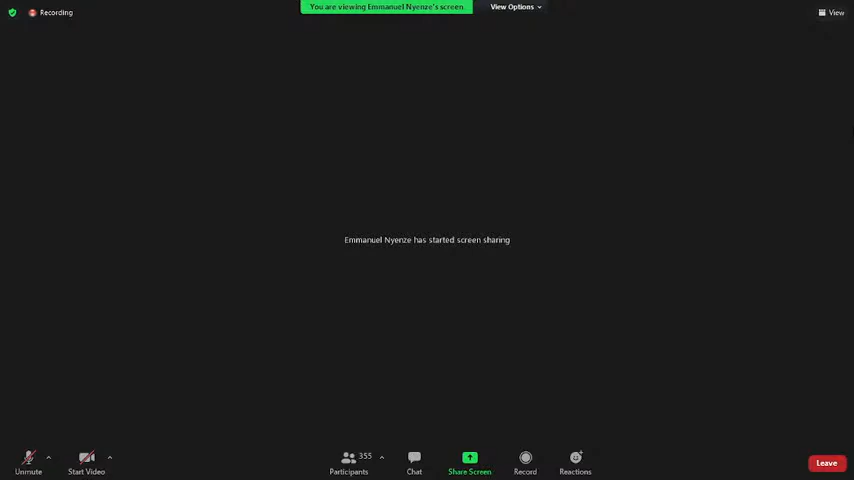 Recording
You are viewing Emmanuel Nyenze's screen
View Options
View
Emmanuel Nyenze has started screen sharing
Unmute
Start Video
355
Participants
Chat
Share Screen
Record
Reactions
Leave